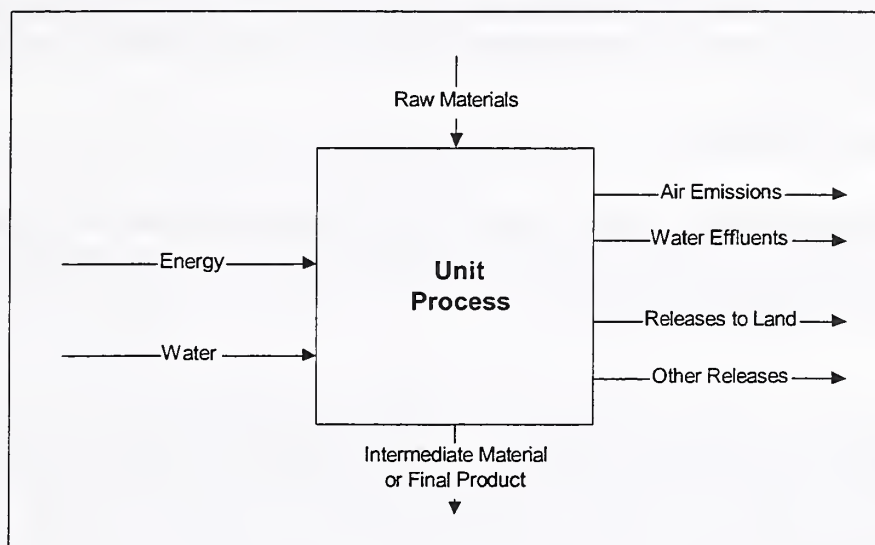 Raw Materials
Air Emissions
Water Effluents
Energy
Unit
Process
Releases to Land
Water
Other Releases
Intermediate Material
or Final Product